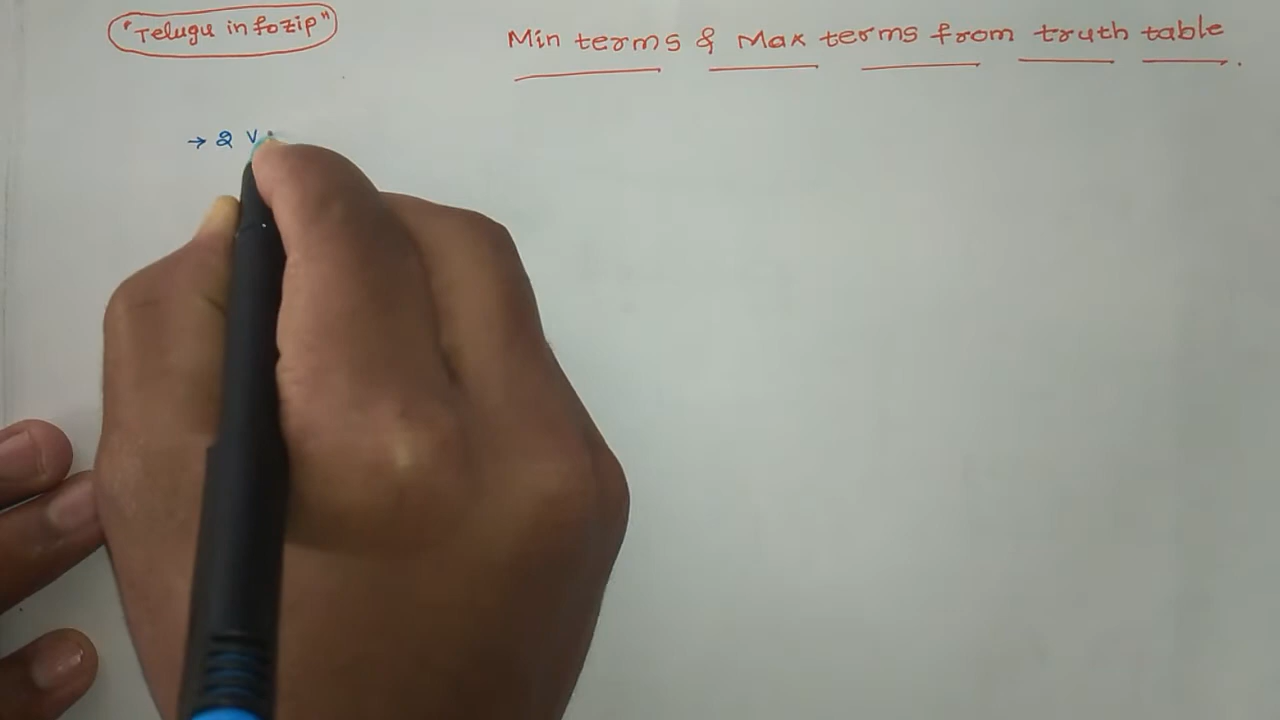 "Telugu infozip"
Min terms & Max terms from truth table.
→ 2 v